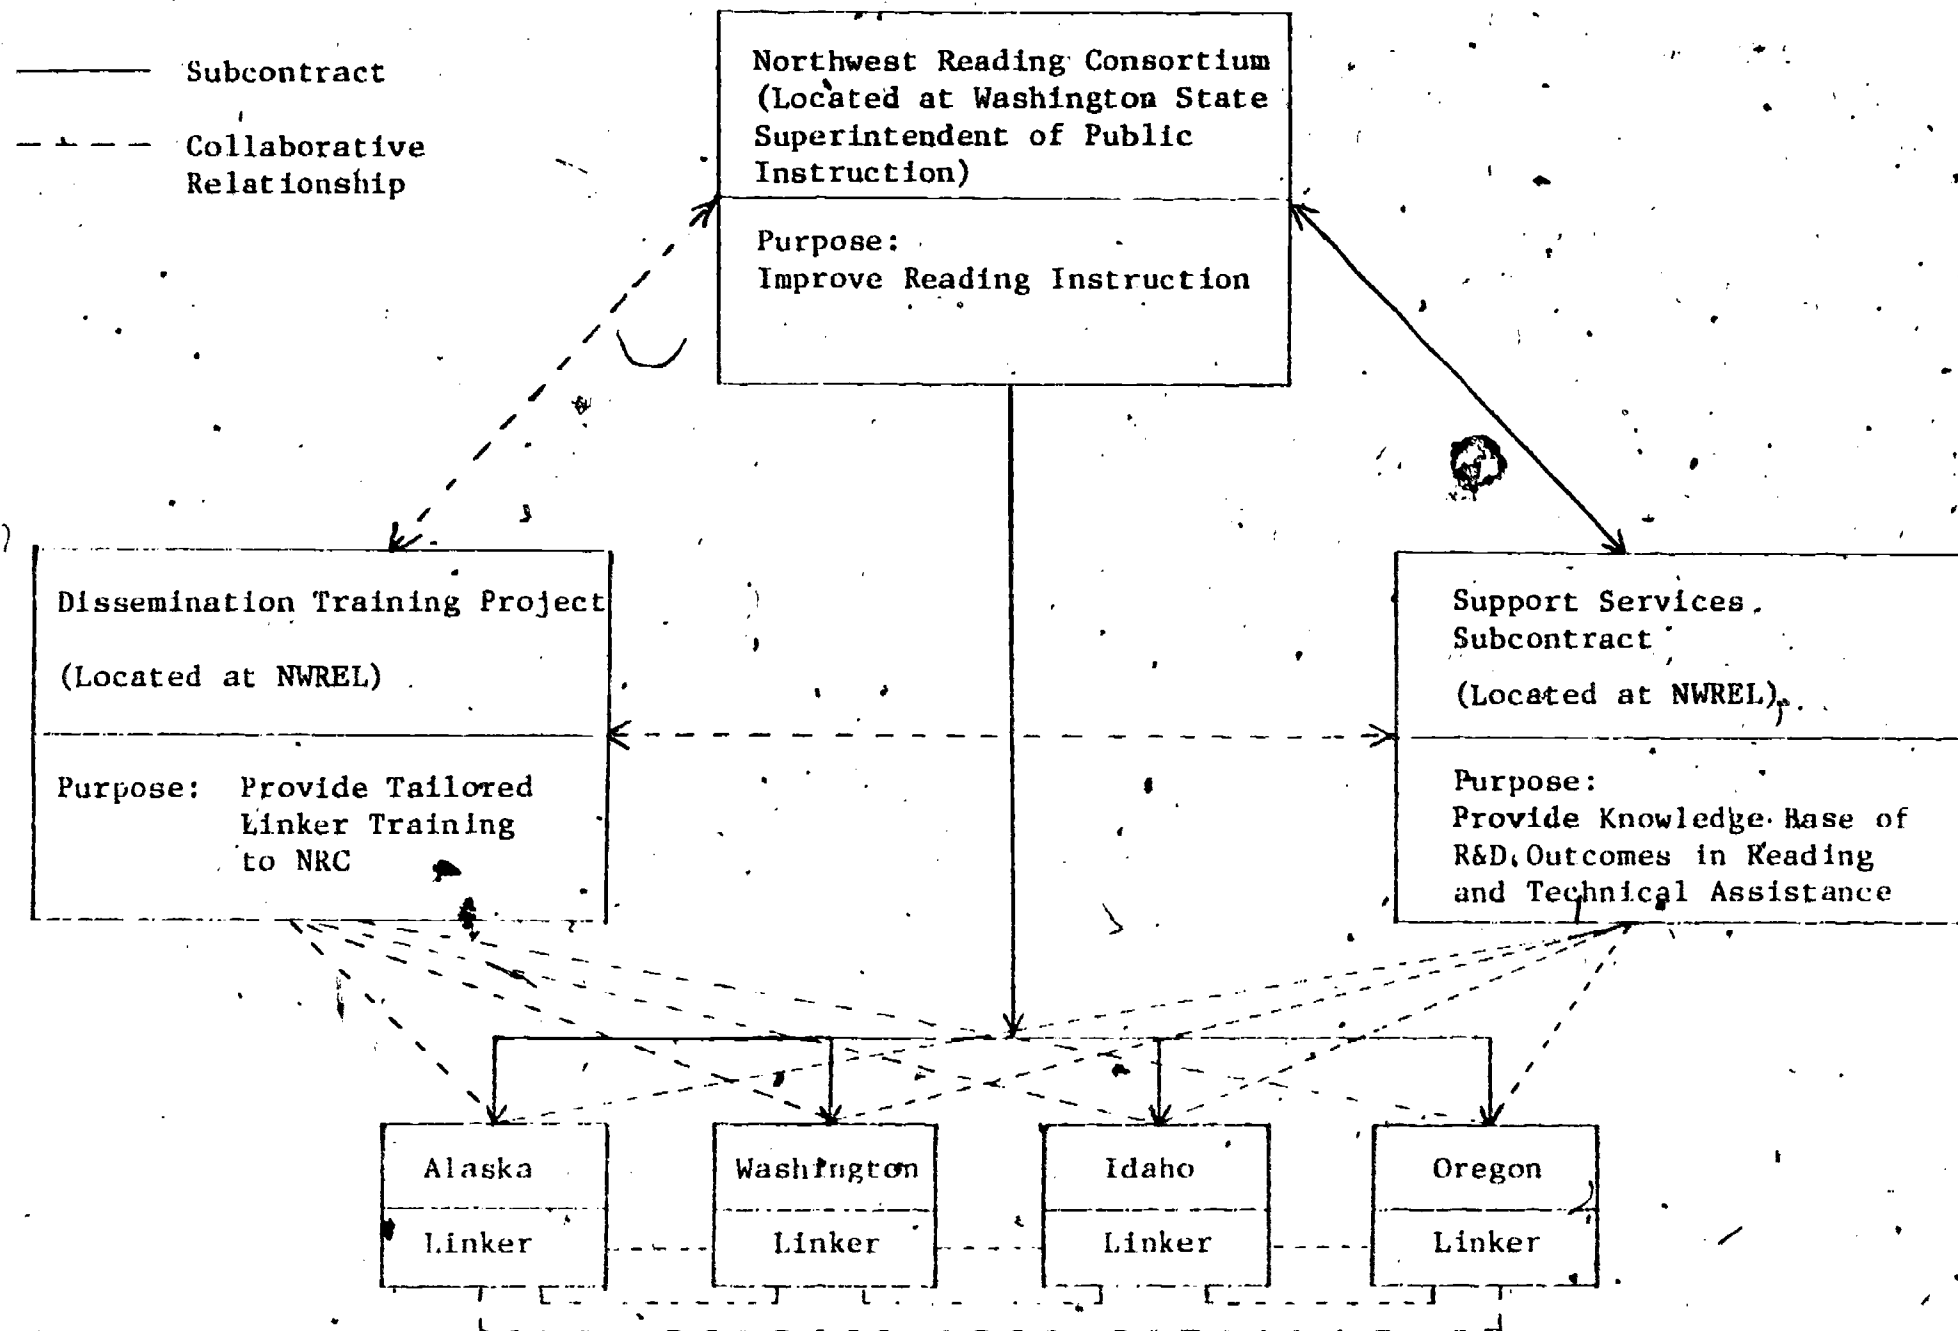 Subcontract
Collaborative
Relationship
Northwest Reading Consortium
(Located at Washington State
Superintendent of Public
Instruction)
Purpose:
Improve Reading Instruction
Dissemination Training Project
(Located at NWREL)
Purpose: Provide Tailored
Linker Training
to NRC
Support Services
Subcontract
(Located at NWREL)
Purpose:
Provide Knowledge Base of
R&D Outcomes in Reading
and Technical Assistance
Alaska
Linker
Washington
Linker
Idaho
Linker
Oregon
Linker